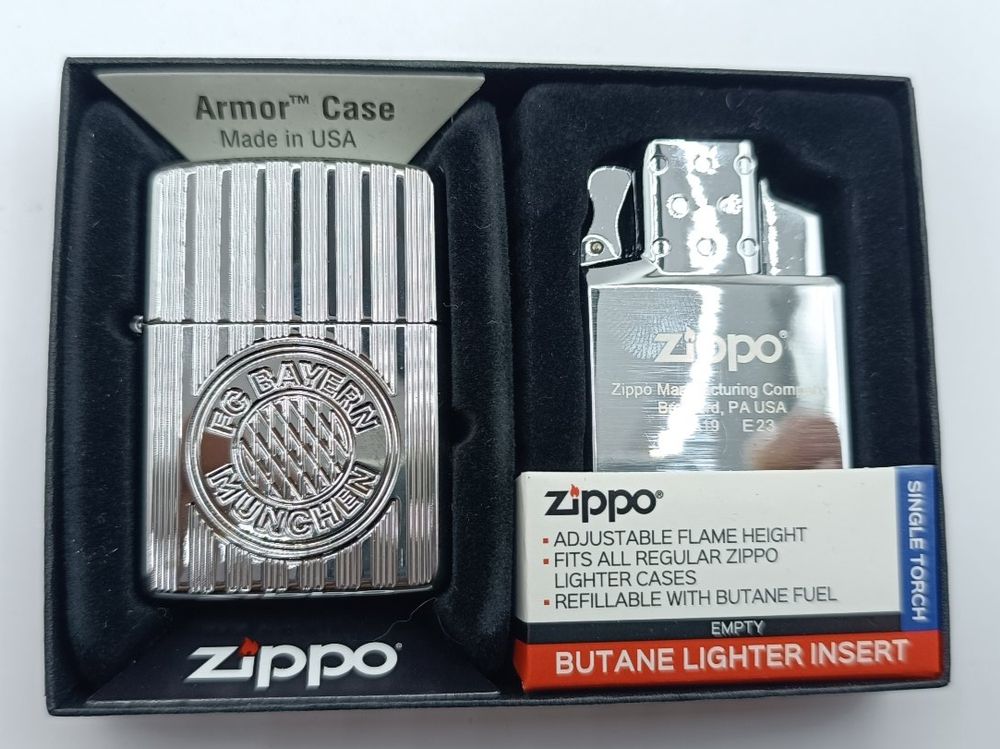 Armor™ Case
Made in USA
FC BAYERN
MÜNCHEN
zippo
zippo®
Zippo Manufacturing Company
PA USA
E 23
zippo®
▪ ADJUSTABLE FLAME HEIGHT
▪ FITS ALL REGULAR ZIPPO
LIGHTER CASES
▪ REFILLABLE WITH BUTANE FUEL
EMPTY
BUTANE LIGHTER INSERT
SINGLE TORCH